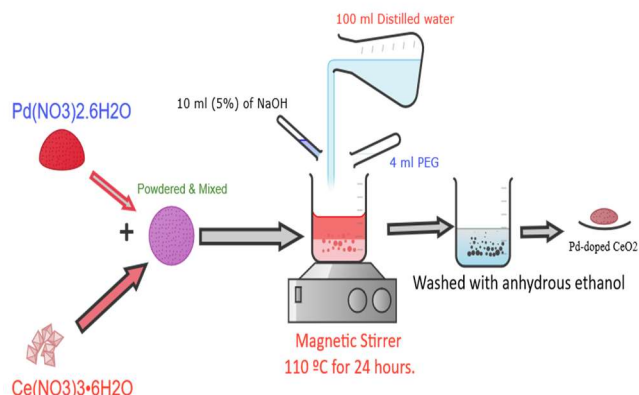 100 ml Distilled water
10 ml (5%) of NaOH
Pd(NO3)2.6H2O
4 ml PEG
Powdered & Mixed
+
Pd-doped CeO2
Washed with anhydrous ethanol
Magnetic Stirrer
110 ºC for 24 hours.
Ce(NO3)3•6H2O